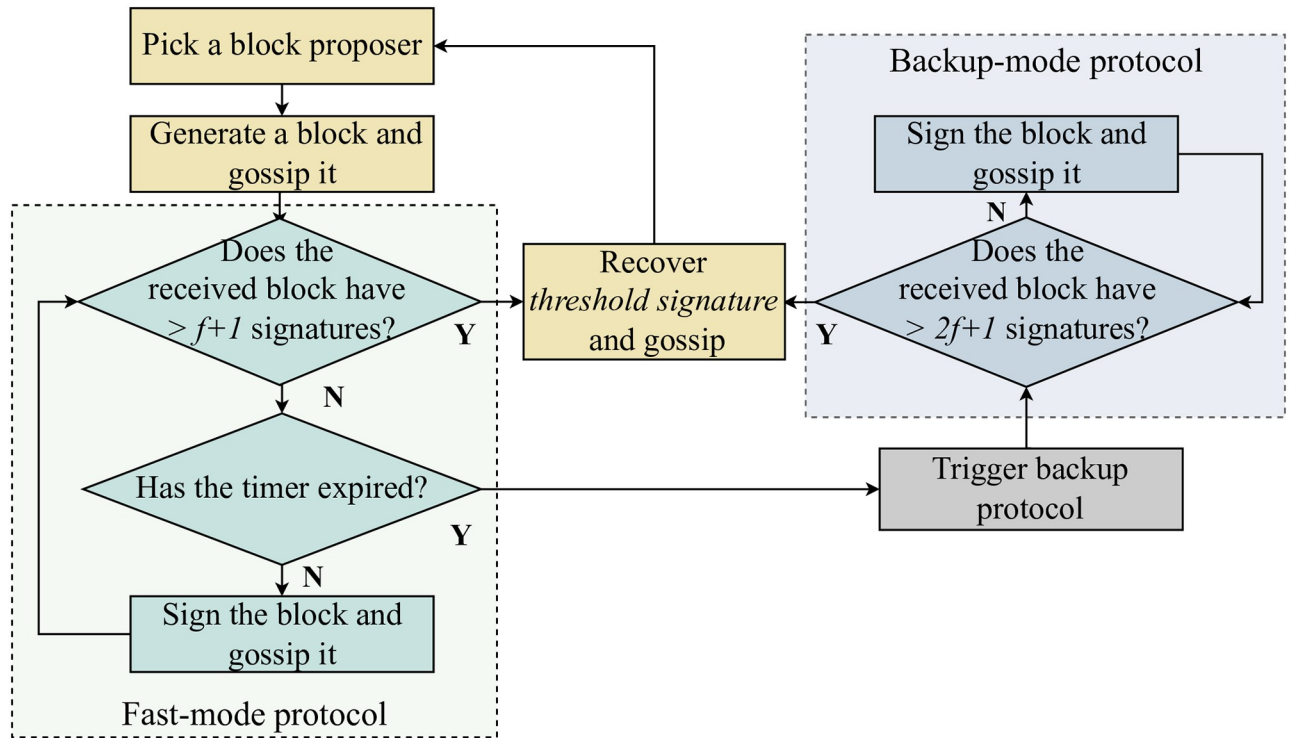 Pick a block proposer
Generate a block and
gossip it
Does the
received block have
> f+1 signatures?
Y
N
Has the timer expired?
Y
N
Sign the block and
gossip it
Fast-mode protocol
Recover
threshold signature
and gossip
Backup-mode protocol
Sign the block and
gossip it
N
Does the
received block have
> 2f+1 signatures?
Y
Trigger backup
protocol